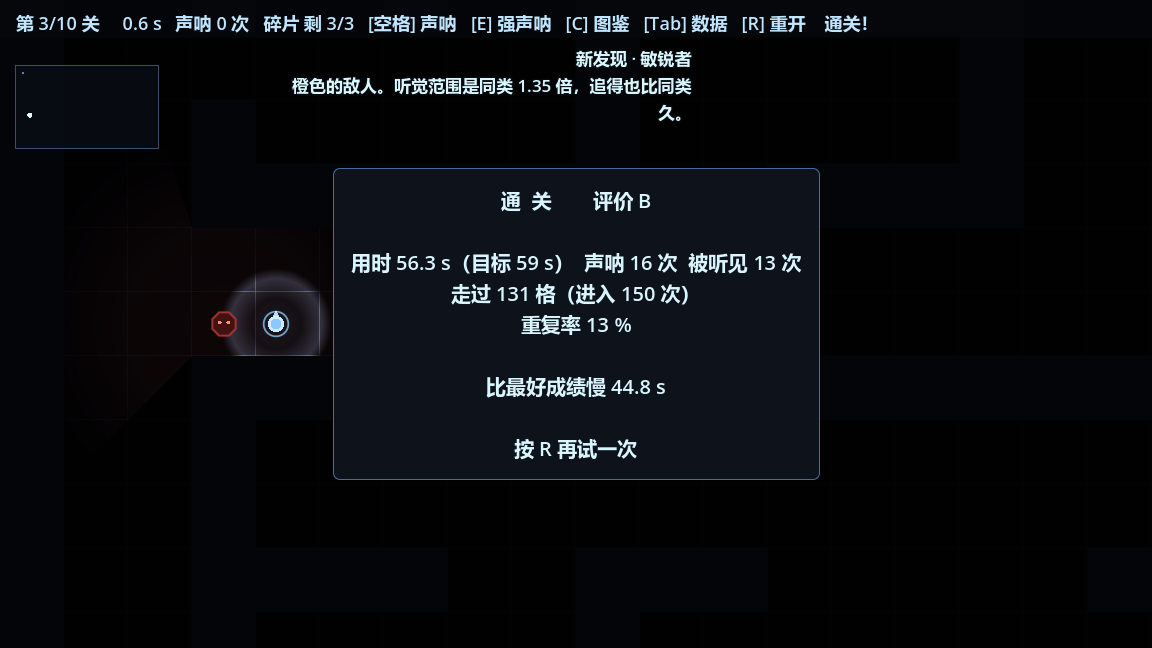 第 3/10 关 0.6 s 声呐 0 次 碎片 剩 3/3 [空格] 声呐 [E] 强声呐 [C] 图鉴 [Tab] 数据 [R] 重开 通关！
新发现 · 敏锐者
橙色的敌人。听觉范围是同类 1.35 倍，追得也比同类
久。
通 关 评价 B
用时 56.3 s（目标 59 s） 声呐 16 次 被听见 13 次
走过 131 格（进入 150 次）
重复率 13 %
比最好成绩慢 44.8 s
按 R 再试一次